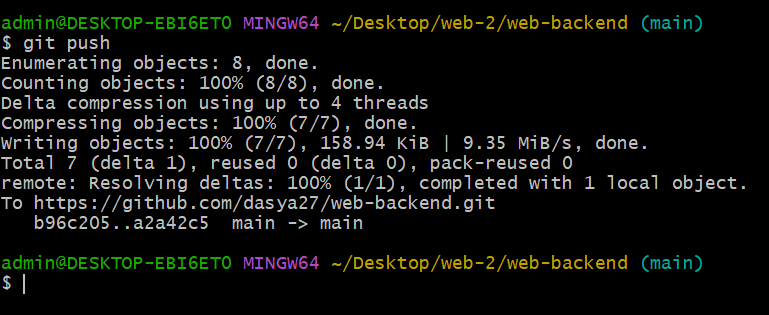 admin@DESKTOP-EBI6ETO MINGW64 ~/Desktop/web-2/web-backend (main)
$ git push
Enumerating objects: 8, done.
Counting objects: 100% (8/8), done.
Delta compression using up to 4 threads
Compressing objects: 100% (7/7), done.
Writing objects: 100% (7/7), 158.94 KiB | 9.35 MiB/s, done.
Total 7 (delta 1), reused 0 (delta 0), pack-reused 0
remote: Resolving deltas: 100% (1/1), completed with 1 local object.
To https://github.com/dasya27/web-backend.git
   b96c205..a2a42c5  main -> main
admin@DESKTOP-EBI6ETO MINGW64 ~/Desktop/web-2/web-backend (main)
$